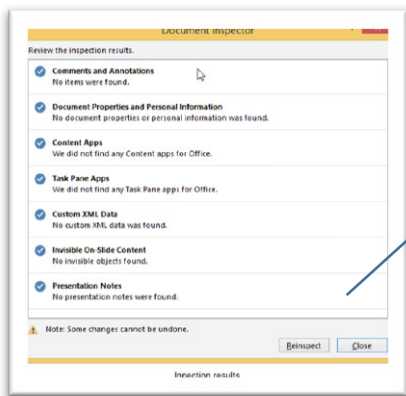 Document Inspector
Review the inspection results.
Comments and Annotations
No items were found.
Document Properties and Personal Information
No document properties or personal information was found.
Content Apps
We did not find any Content apps for Office.
Task Pane Apps
We did not find any Task Pane apps for Office.
Custom XML Data
No custom XML data was found.
Invisible On-Slide Content
No invisible objects found.
Presentation Notes
No presentation notes were found.
Note: Some changes cannot be undone.
Reinspect Close
Inpection results